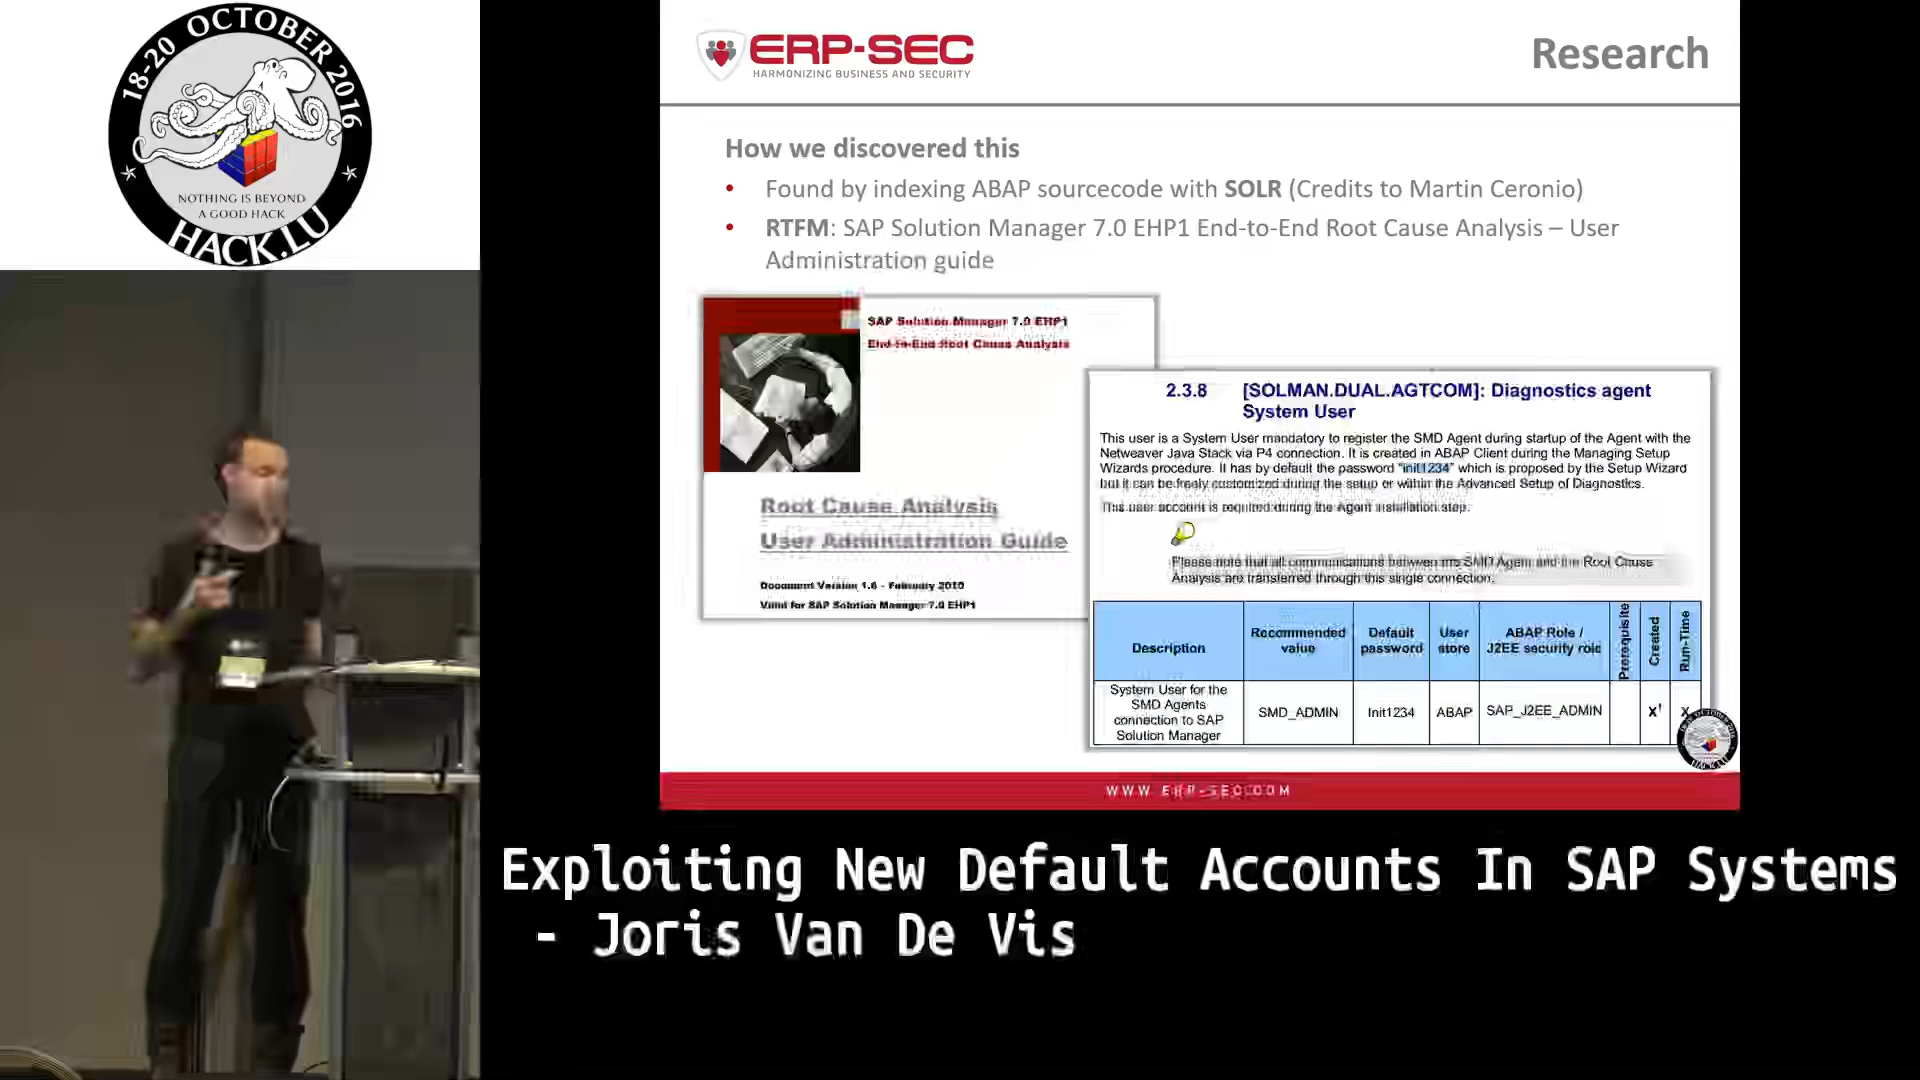 18-20 OCTOBER 2016
NOTHING IS BEYOND
A GOOD HACK
HACK.LU
ERP-SEC
HARMONIZING BUSINESS AND SECURITY
Research
How we discovered this
• Found by indexing ABAP sourcecode with SOLR (Credits to Martin Ceronio)
• RTFM: SAP Solution Manager 7.0 EHP1 End-to-End Root Cause Analysis – User
Administration guide
SAP Solution Manager 7.0 EHP1
End-to-End Root Cause Analysis
Root Cause Analysis
User Administration Guide
Document Version 1.6 - February 2010
Valid for SAP Solution Manager 7.0 EHP1
2.3.8 [SOLMAN.DUAL.AGTCOM]: Diagnostics agent
System User
This user is a System User mandatory to register the SMD Agent during startup of the Agent with the
Netweaver Java Stack via P4 connection. It is created in ABAP Client during the Managing Setup
Wizards procedure. It has by default the password "init1234" which is proposed by the Setup Wizard
but it can be freely customized during the setup or within the Advanced Setup of Diagnostics.
This user account is required during the Agent installation step.
Please note that all communications between the SMD Agent and the Root Cause
Analysis are transferred through this single connection.
Description Recommended value Default password User store ABAP Role / J2EE security role Prerequisite Created Run-Time
System User for the SMD Agents connection to SAP Solution Manager SMD_ADMIN Init1234 ABAP SAP_J2EE_ADMIN X¹ X
WWW.ERP-SEC.COM
Exploiting New Default Accounts In SAP Systems
- Joris Van De Vis